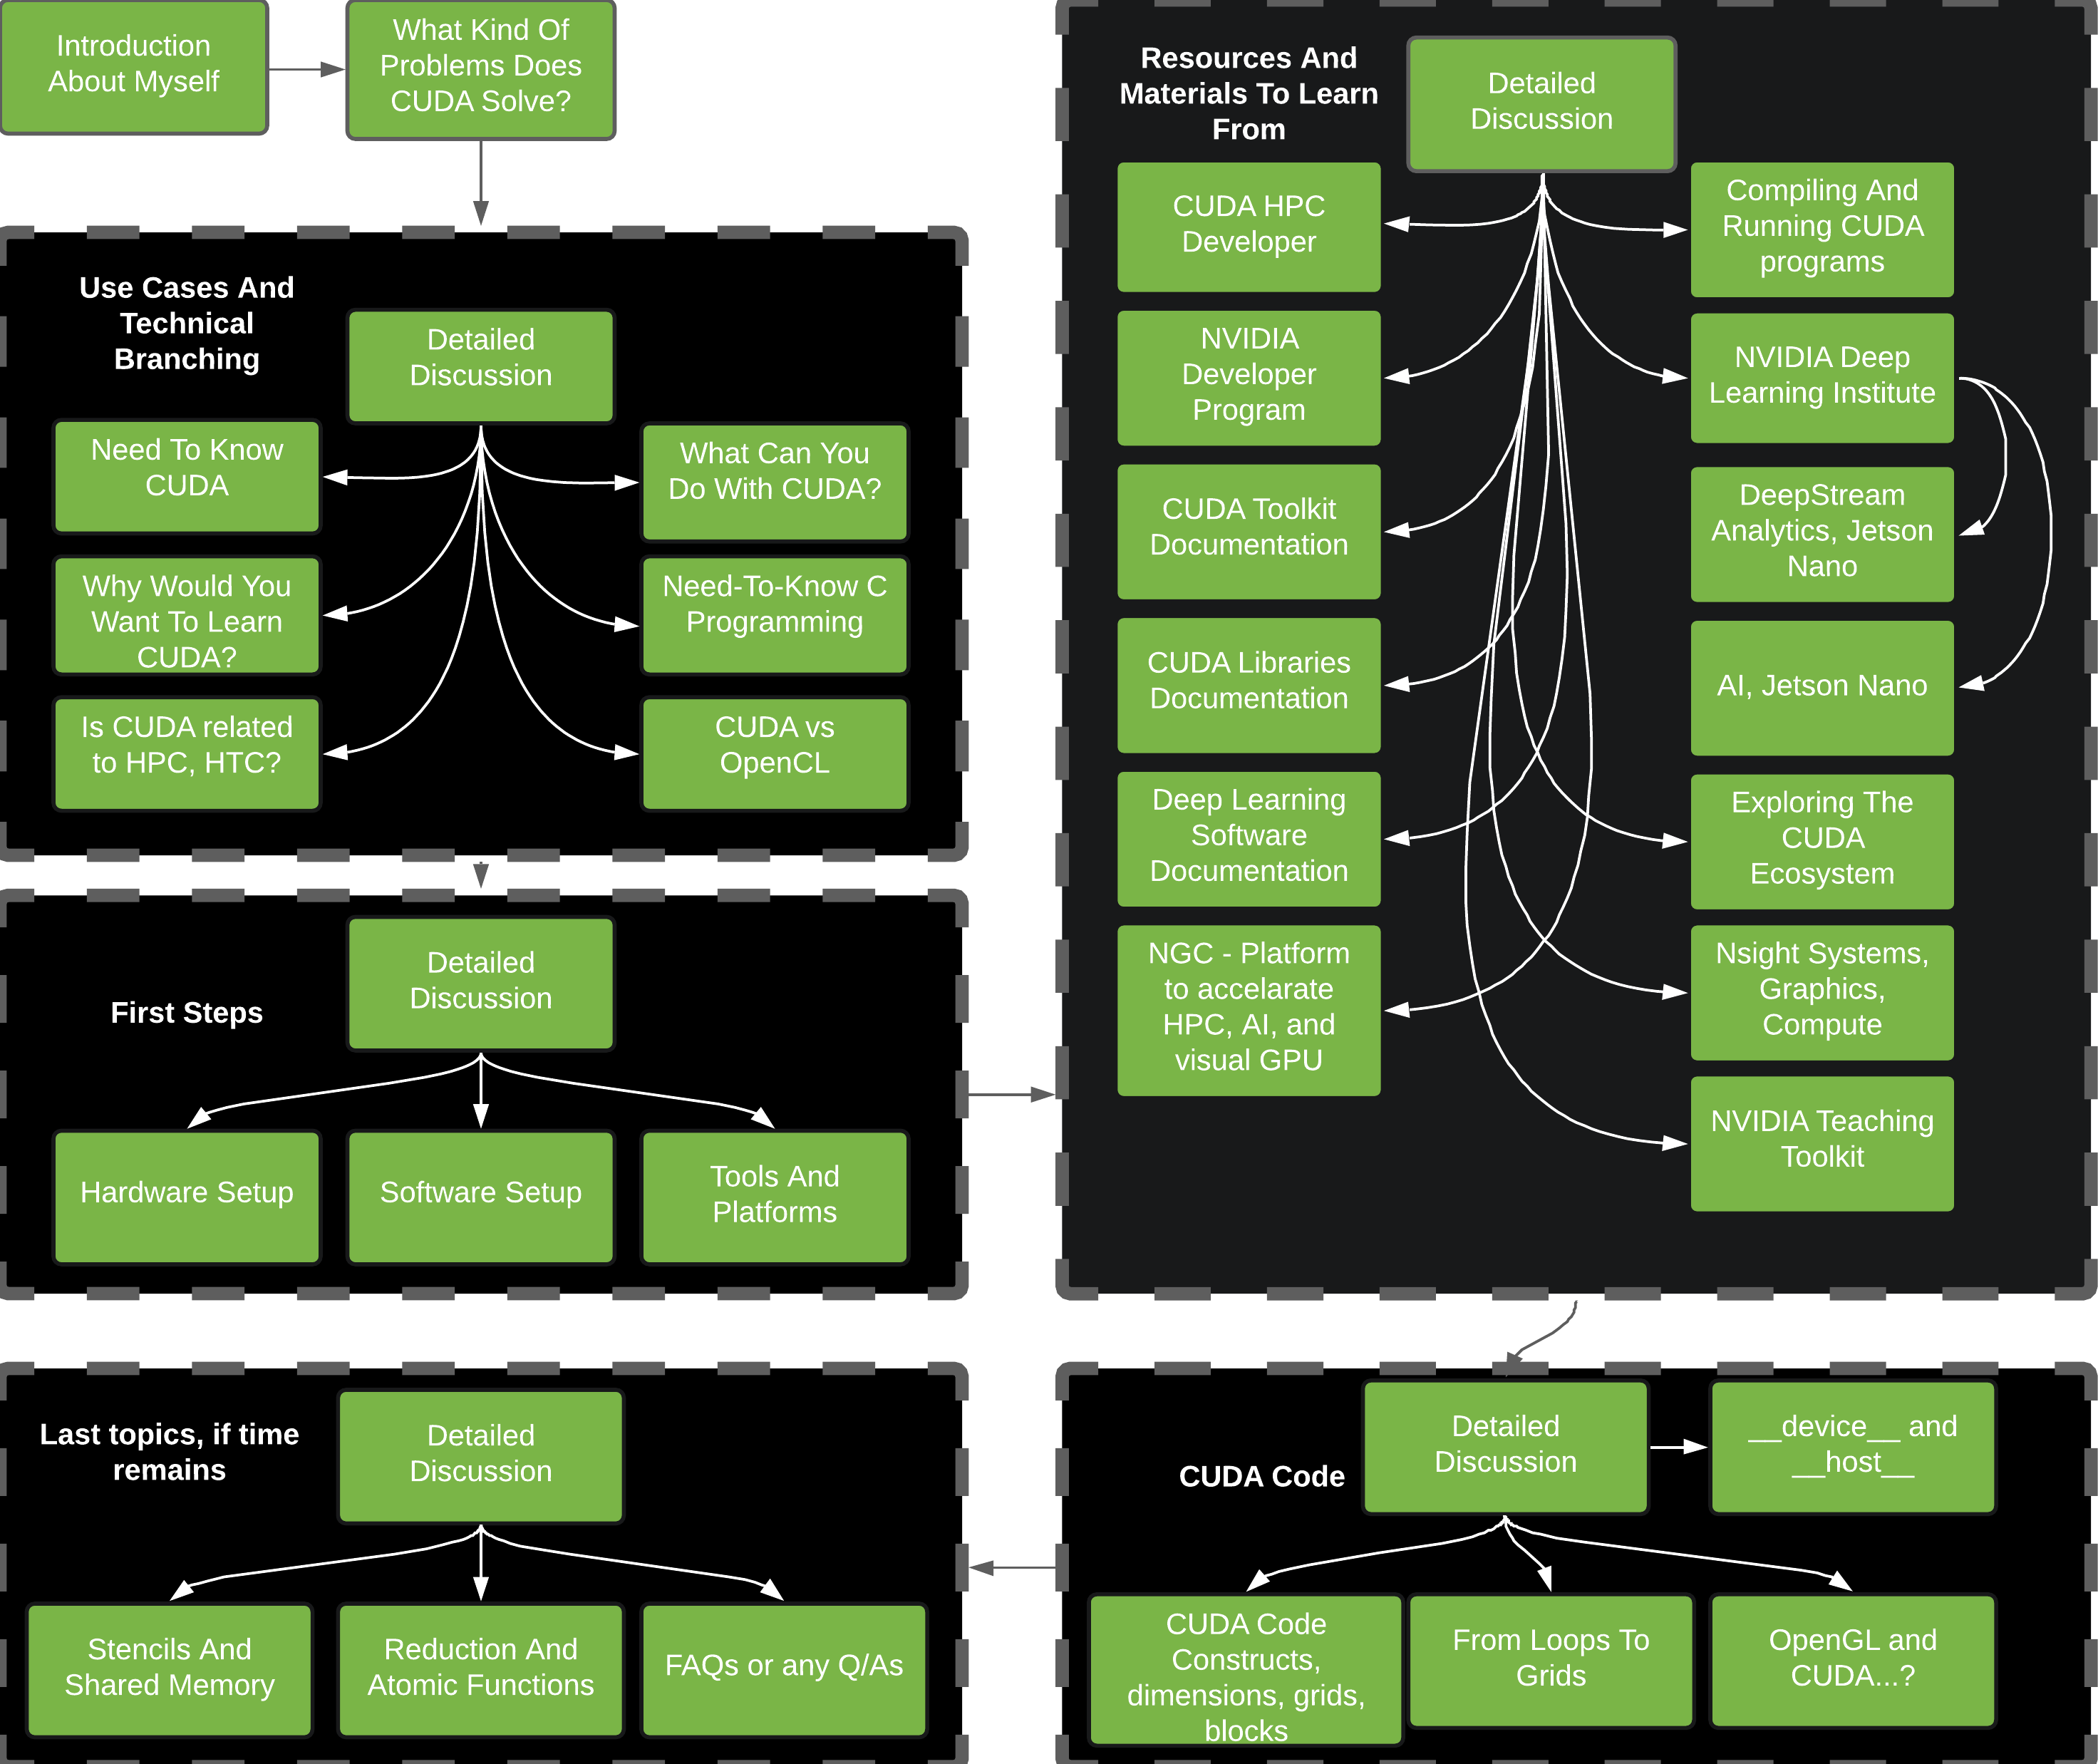 Introduction
About Myself
What Kind Of
Problems Does
CUDA Solve?
Use Cases And
Technical
Branching
Detailed
Discussion
Need To Know
CUDA
What Can You
Do With CUDA?
Why Would You
Want To Learn
CUDA?
Need-To-Know C
Programming
Is CUDA related
to HPC, HTC?
CUDA vs
OpenCL
First Steps
Detailed
Discussion
Hardware Setup
Software Setup
Tools And
Platforms
Resources And
Materials To Learn
From
Detailed
Discussion
CUDA HPC
Developer
Compiling And
Running CUDA
programs
NVIDIA
Developer
Program
NVIDIA Deep
Learning Institute
CUDA Toolkit
Documentation
DeepStream
Analytics, Jetson
Nano
CUDA Libraries
Documentation
AI, Jetson Nano
Deep Learning
Software
Documentation
Exploring The
CUDA
Ecosystem
NGC - Platform
to accelarate
HPC, AI, and
visual GPU
Nsight Systems,
Graphics,
Compute
NVIDIA Teaching
Toolkit
CUDA Code
Detailed
Discussion
__device__ and
__host__
CUDA Code
Constructs,
dimensions, grids,
blocks
From Loops To
Grids
OpenGL and
CUDA...?
Last topics, if time
remains
Detailed
Discussion
Stencils And
Shared Memory
Reduction And
Atomic Functions
FAQs or any Q/As